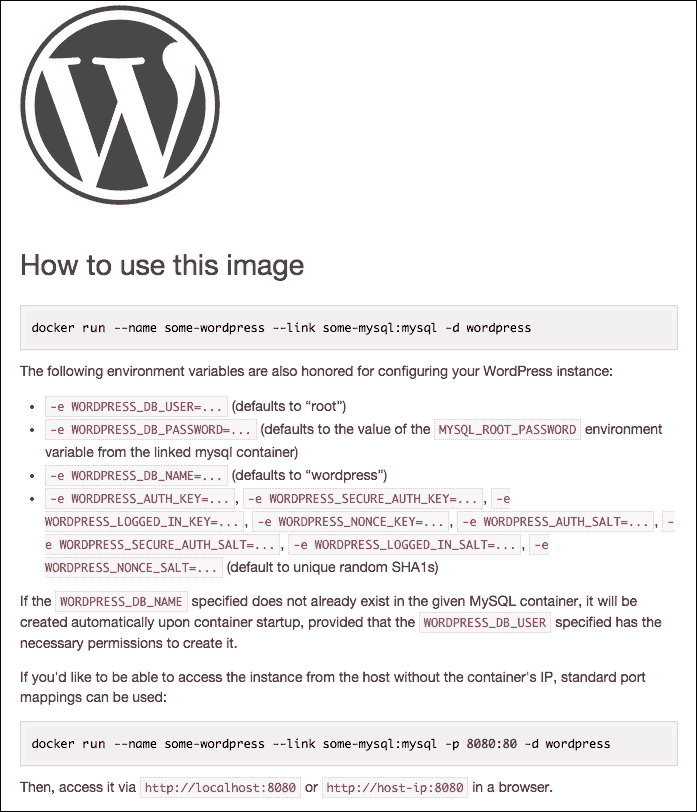 W
How to use this image
docker run --name some-wordpress --link some-mysql:mysql -d wordpress
The following environment variables are also honored for configuring your WordPress instance:
• -e WORDPRESS_DB_USER=... (defaults to “root”)
• -e WORDPRESS_DB_PASSWORD=... (defaults to the value of the MYSQL_ROOT_PASSWORD environment
variable from the linked mysql container)
• -e WORDPRESS_DB_NAME=... (defaults to “wordpress”)
• -e WORDPRESS_AUTH_KEY=..., -e WORDPRESS_SECURE_AUTH_KEY=..., -e
WORDPRESS_LOGGED_IN_KEY=..., -e WORDPRESS_NONCE_KEY=..., -e WORDPRESS_AUTH_SALT=..., -
e WORDPRESS_SECURE_AUTH_SALT=..., -e WORDPRESS_LOGGED_IN_SALT=..., -e
WORDPRESS_NONCE_SALT=... (default to unique random SHA1s)
If the WORDPRESS_DB_NAME specified does not already exist in the given MySQL container, it will be
created automatically upon container startup, provided that the WORDPRESS_DB_USER specified has the
necessary permissions to create it.
If you'd like to be able to access the instance from the host without the container's IP, standard port
mappings can be used:
docker run --name some-wordpress --link some-mysql:mysql -p 8080:80 -d wordpress
Then, access it via http://localhost:8080 or http://host-ip:8080 in a browser.